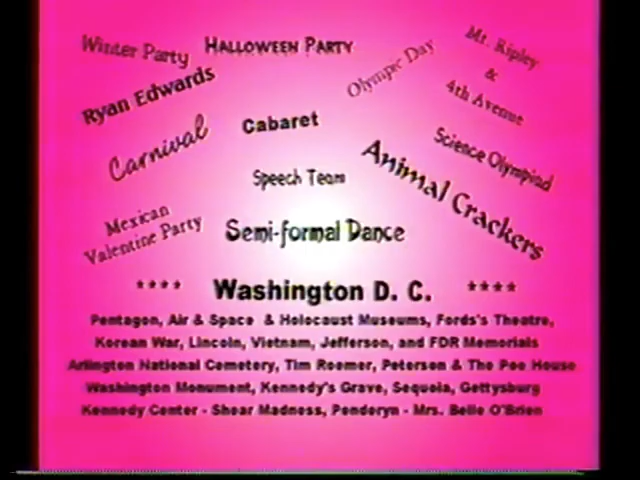 Winter Party
HALLOWEEN PARTY
Olympic Day
Mt. Ripley
&
4th Avenue
Ryan Edwards
Cabaret
Carnival
Science Olympiad
Speech Team
Animal Crackers
Mexican
Valentine Party
Semi-formal Dance
**** Washington D. C. ****
Pentagon, Air & Space & Holocaust Museums, Fords's Theatre,
Korean War, Lincoln, Vietnam, Jefferson, and FDR Memorials
Arlington National Cemetery, Tim Roemer, Petersen & The Pee House
Washington Monument, Kennedy's Grave, Sequoia, Gettysburg
Kennedy Center - Shear Madness, Penderyn - Mrs. Belle O'Brien